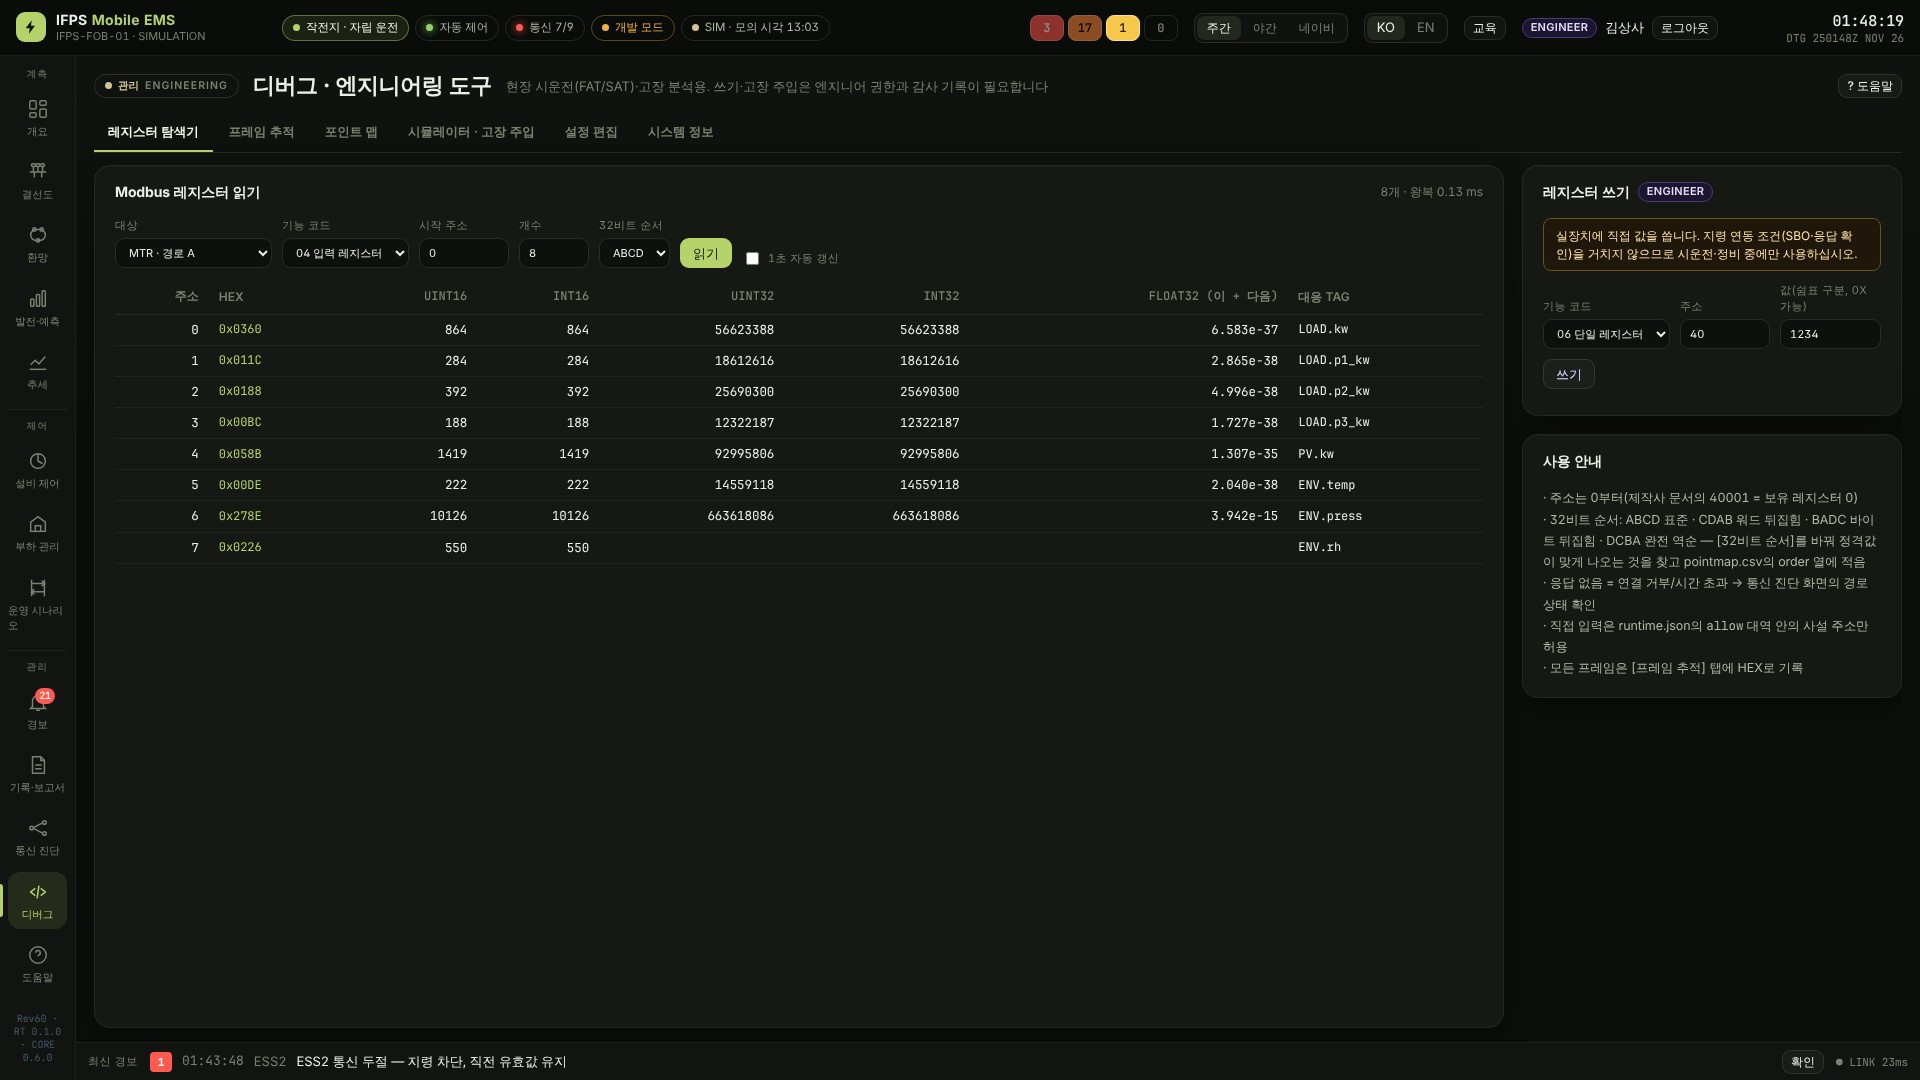 IFPS Mobile EMS
IFPS-FOB-01 · SIMULATION
작전지 · 자립 운전
자동 제어
통신 7/9
개발 모드
SIM · 모의 시각 13:03
3 17 1 0
주간 야간 네이비
KO EN
교육
ENGINEER 김상사 로그아웃
01:48:19
DTG 250148Z NOV 26
계측
개요
결선도
환망
발전·예측
추세
제어
설비 제어
부하 관리
운영 시나리
오
관리
21
경보
기록·보고서
통신 진단
디버그
도움말
Rev60 ·
RT 0.1.0
· CORE
0.6.0
관리 ENGINEERING
디버그 · 엔지니어링 도구
현장 시운전(FAT/SAT)·고장 분석용. 쓰기·고장 주입은 엔지니어 권한과 감사 기록이 필요합니다
? 도움말
레지스터 탐색기 프레임 추적 포인트 맵 시뮬레이터 · 고장 주입 설정 편집 시스템 정보
Modbus 레지스터 읽기
8개 · 왕복 0.13 ms
대상 기능 코드 시작 주소 개수 32비트 순서
MTR · 경로 A 04 입력 레지스터 0 8 ABCD 읽기 1초 자동 갱신
주소 HEX UINT16 INT16 UINT32 INT32 FLOAT32 (이 + 다음) 대응 TAG
0 0x0360 864 864 56623388 56623388 6.583e-37 LOAD.kw
1 0x011C 284 284 18612616 18612616 2.865e-38 LOAD.p1_kw
2 0x0188 392 392 25690300 25690300 4.996e-38 LOAD.p2_kw
3 0x00BC 188 188 12322187 12322187 1.727e-38 LOAD.p3_kw
4 0x058B 1419 1419 92995806 92995806 1.307e-35 PV.kw
5 0x00DE 222 222 14559118 14559118 2.040e-38 ENV.temp
6 0x278E 10126 10126 663618086 663618086 3.942e-15 ENV.press
7 0x0226 550 550 ENV.rh
레지스터 쓰기 ENGINEER
실장치에 직접 값을 씁니다. 지령 연동 조건(SBO·응답 확
인)을 거치지 않으므로 시운전·정비 중에만 사용하십시오.
기능 코드 주소 값(쉼표 구분, 0X
가능)
06 단일 레지스터 40 1234
쓰기
사용 안내
· 주소는 0부터(제작사 문서의 40001 = 보유 레지스터 0)
· 32비트 순서: ABCD 표준 · CDAB 워드 뒤집힘 · BADC 바이
트 뒤집힘 · DCBA 완전 역순 — [32비트 순서]를 바꿔 정격값
이 맞게 나오는 것을 찾고 pointmap.csv의 order 열에 적음
· 응답 없음 = 연결 거부/시간 초과 → 통신 진단 화면의 경로
상태 확인
· 직접 입력은 runtime.json의 allow 대역 안의 사설 주소만
허용
· 모든 프레임은 [프레임 추적] 탭에 HEX로 기록
최신 경보 1 01:43:48 ESS2 ESS2 통신 두절 — 지령 차단, 직전 유효값 유지
확인
LINK 23ms